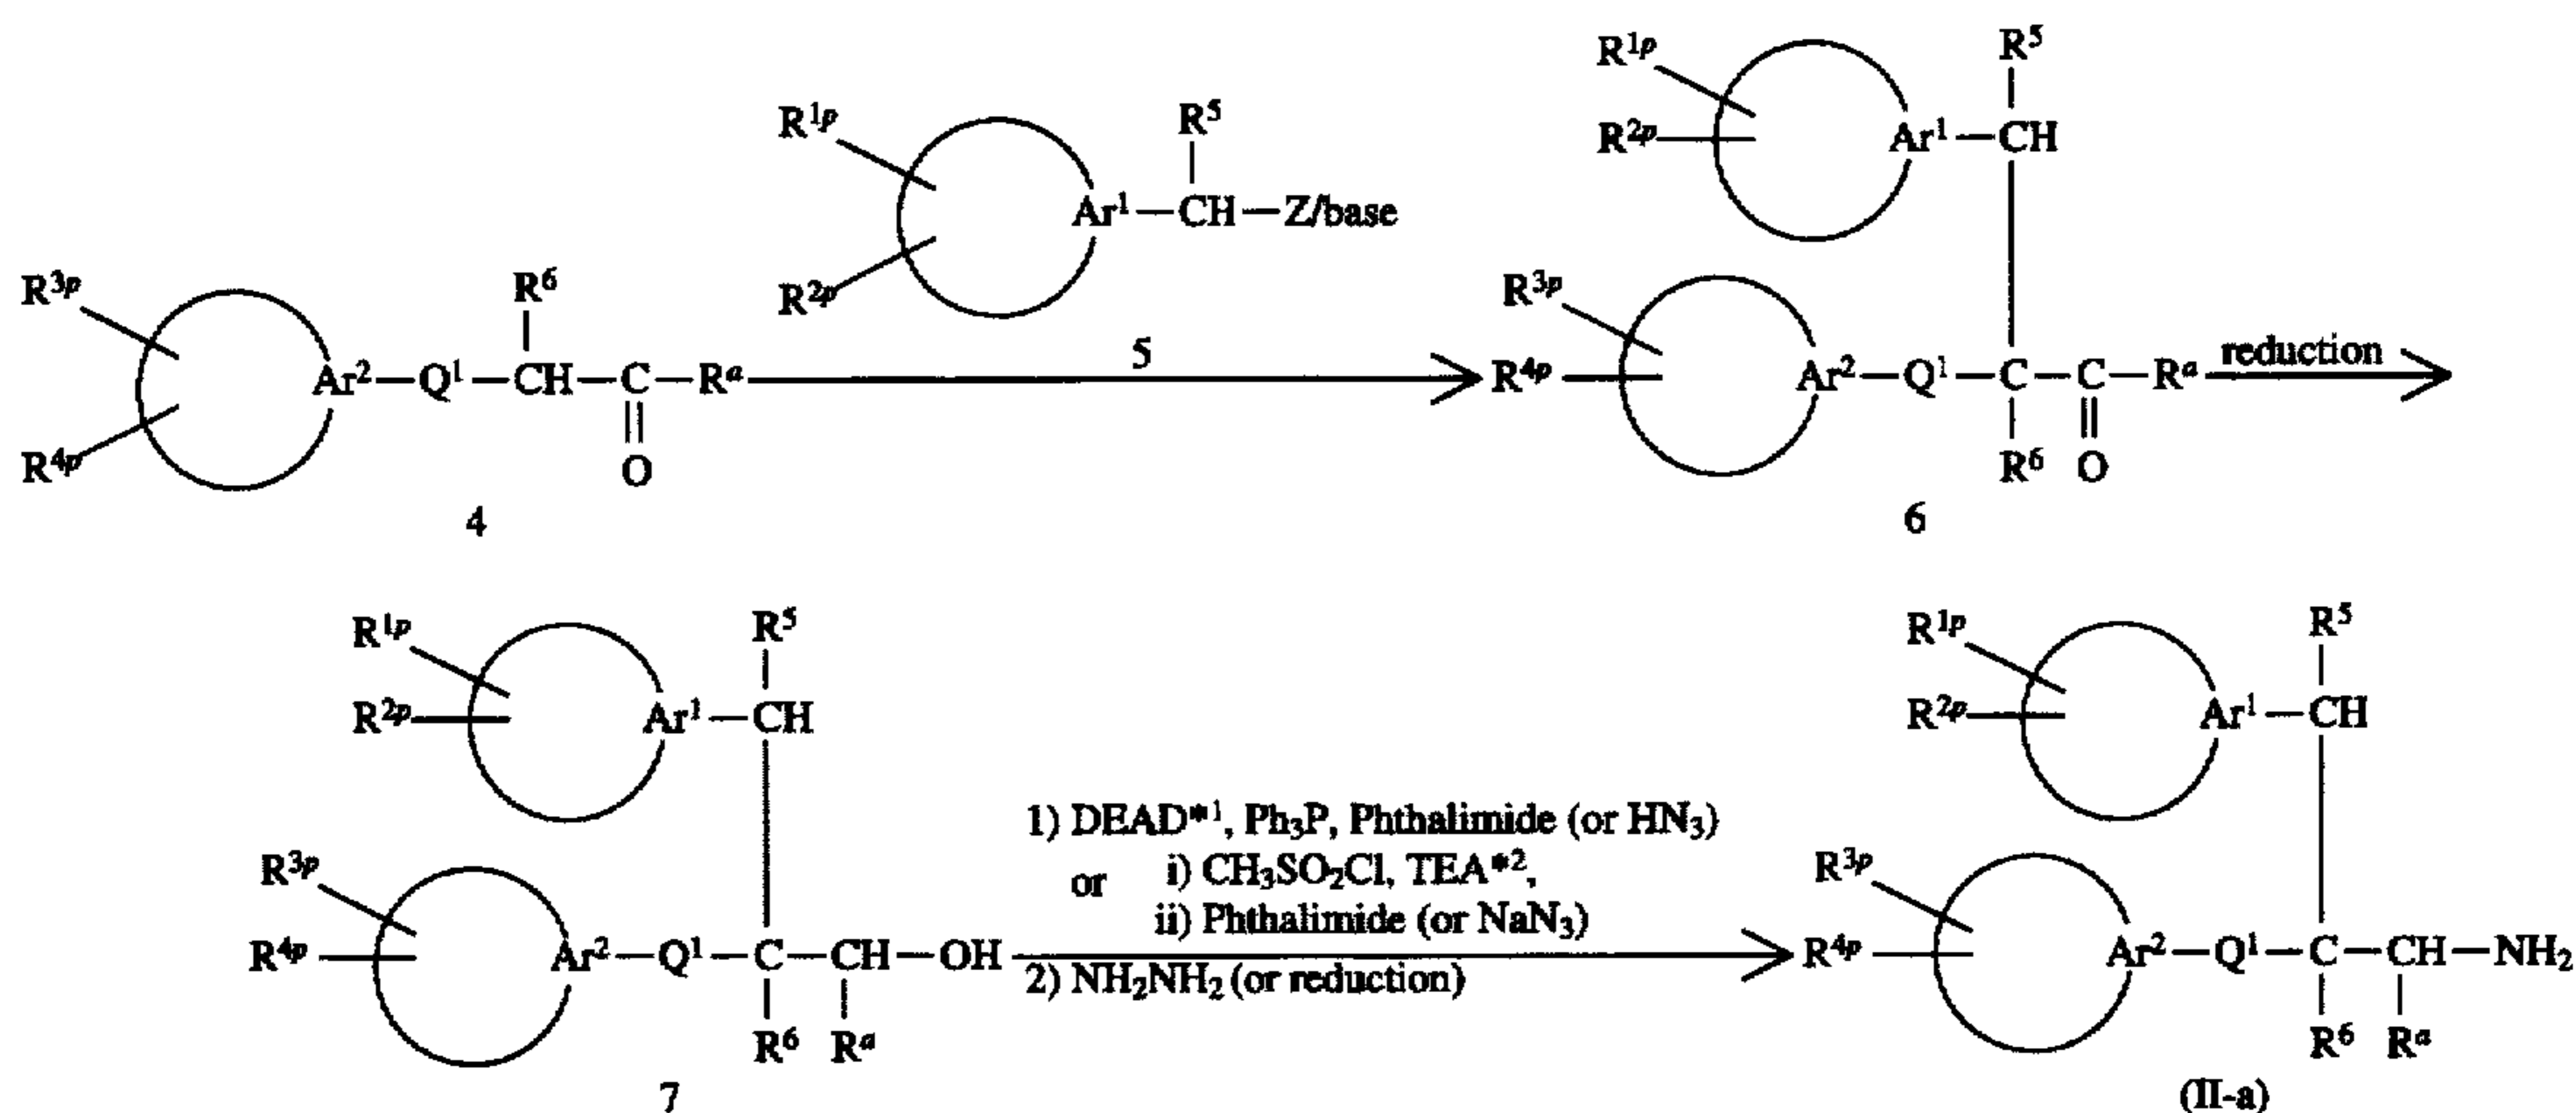 R³ᵖ
R⁴ᵖ
Ar²—Q¹—CH—C—Rᵃ
R⁶
O
4
R¹ᵖ
R²ᵖ
Ar¹—CH—Z/base
R⁵
5
R¹ᵖ
R²ᵖ
Ar¹—CH
R⁵
R³ᵖ
R⁴ᵖ
Ar²—Q¹—C—C—Rᵃ
R⁶ O
6
reduction
R¹ᵖ
R²ᵖ
Ar¹—CH
R⁵
R³ᵖ
R⁴ᵖ
Ar²—Q¹—C—CH—OH
R⁶ Rᵃ
7
1) DEAD*¹, Ph₃P, Phthalimide (or HN₃)
or i) CH₃SO₂Cl, TEA*²,
ii) Phthalimide (or NaN₃)
2) NH₂NH₂ (or reduction)
R¹ᵖ
R²ᵖ
Ar¹—CH
R⁵
R³ᵖ
R⁴ᵖ
Ar²—Q¹—C—CH—NH₂
R⁶ Rᵃ
(II-a)